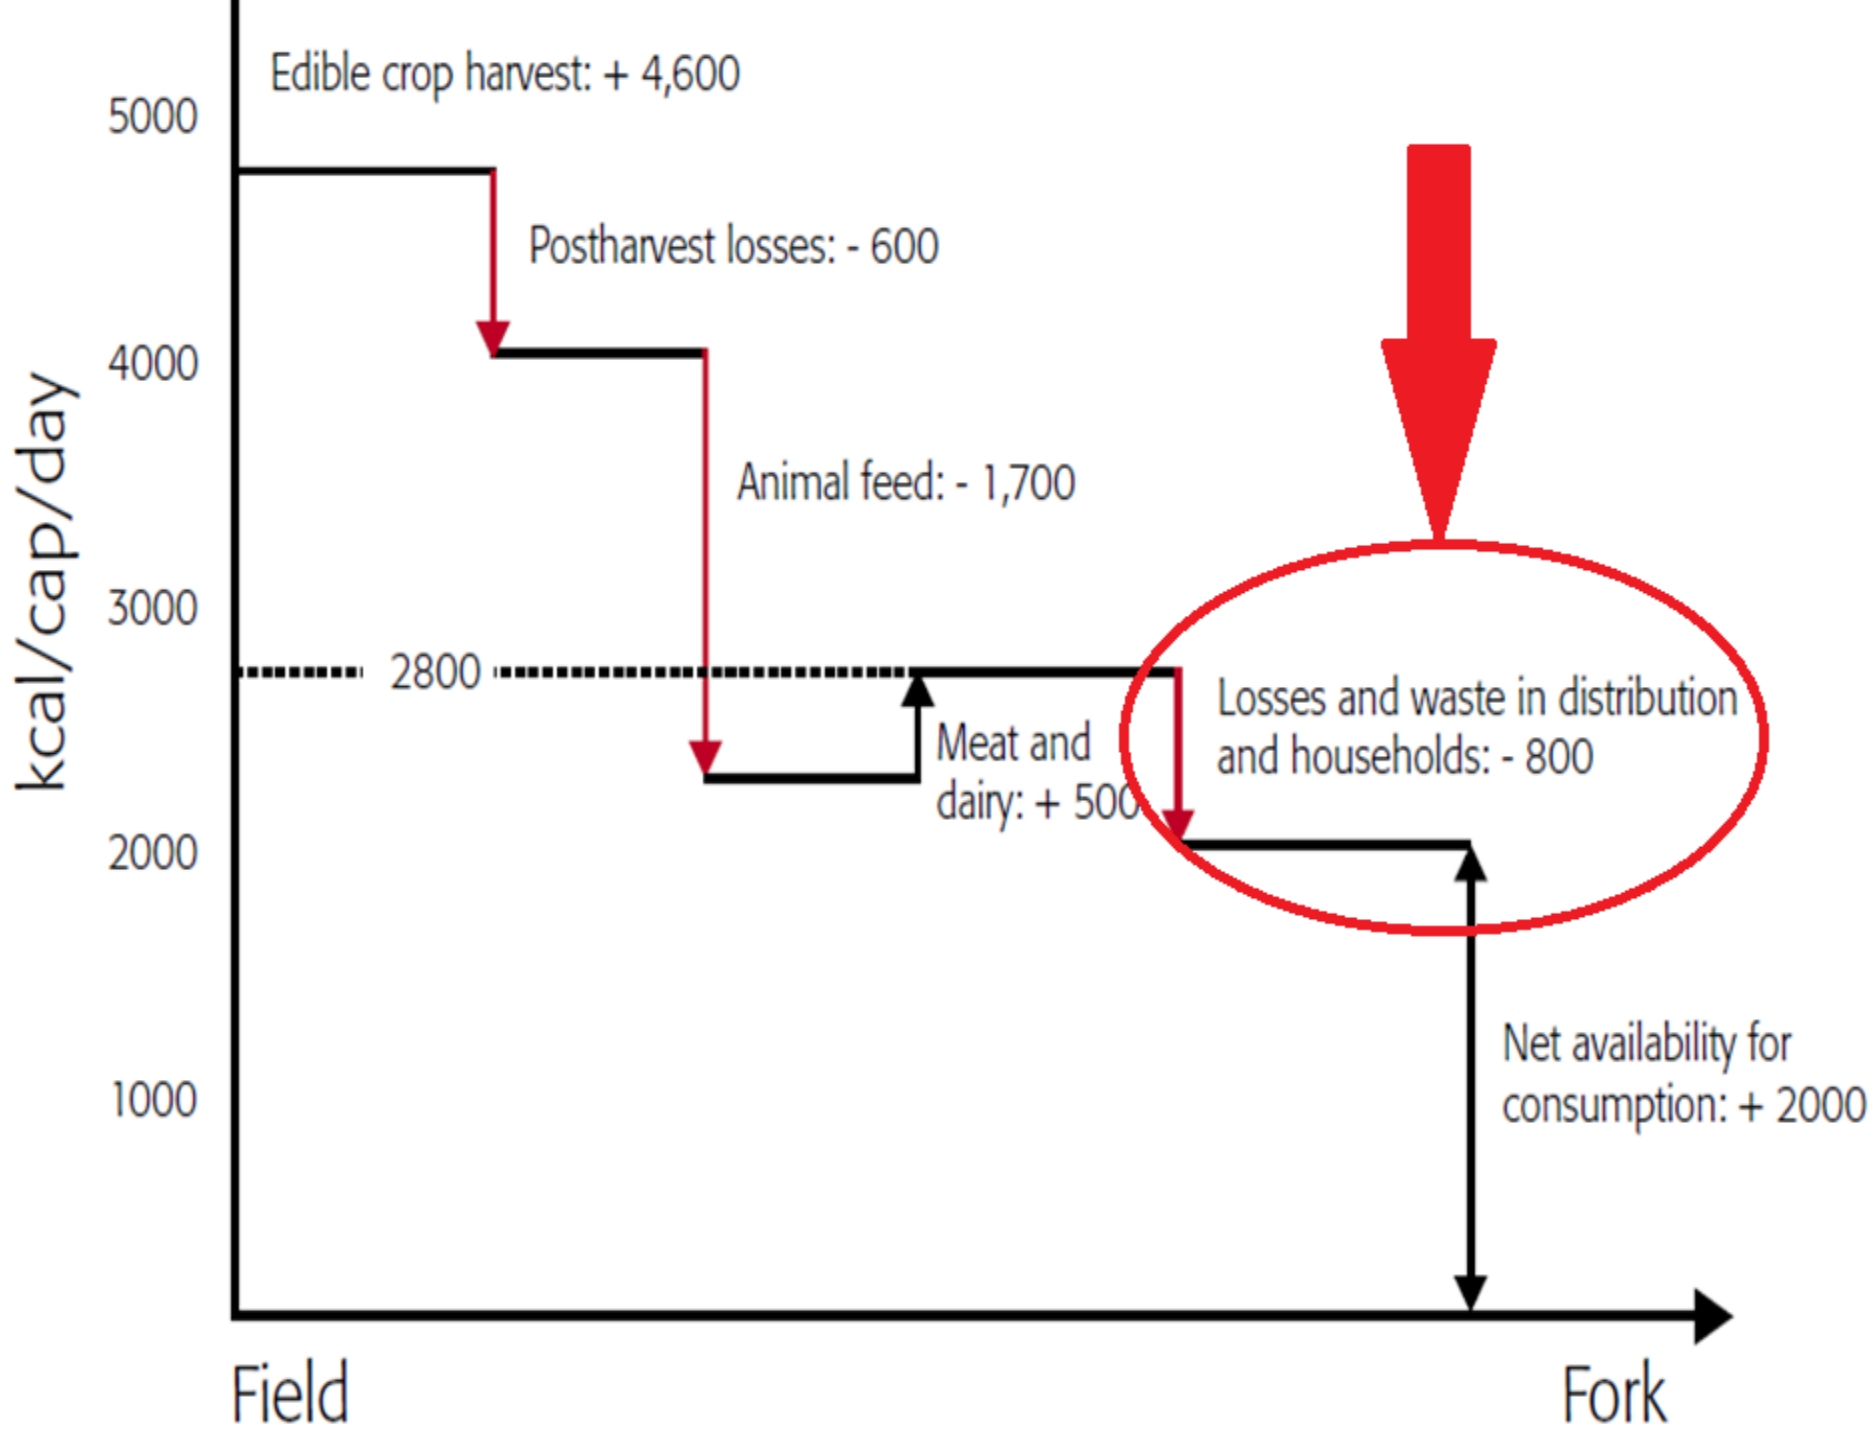 Edible crop harvest: + 4,600
5000
Postharvest losses: - 600
4000
kcal/cap/day
Animal feed: - 1,700
3000
2800
Losses and waste in distribution
and households: - 800
Meat and
dairy: + 500
2000
Net availability for
consumption: + 2000
1000
Field
Fork